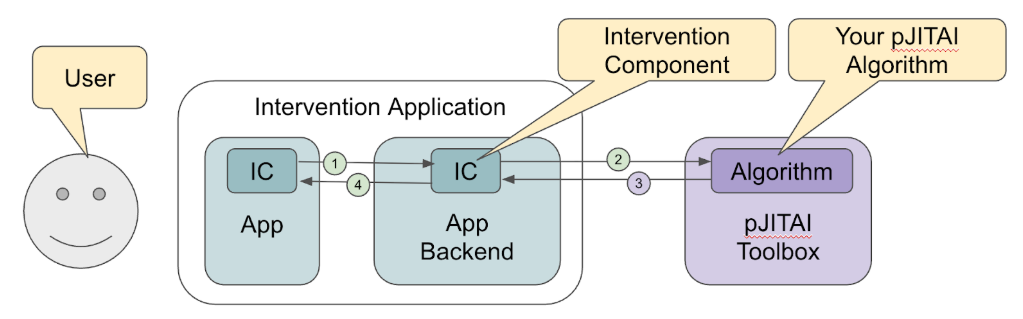 Intervention
Component
Your pJITAI
Algorithm
User
Intervention Application
IC
1
IC
2
Algorithm
4
3
App
App
Backend
pJITAI
Toolbox